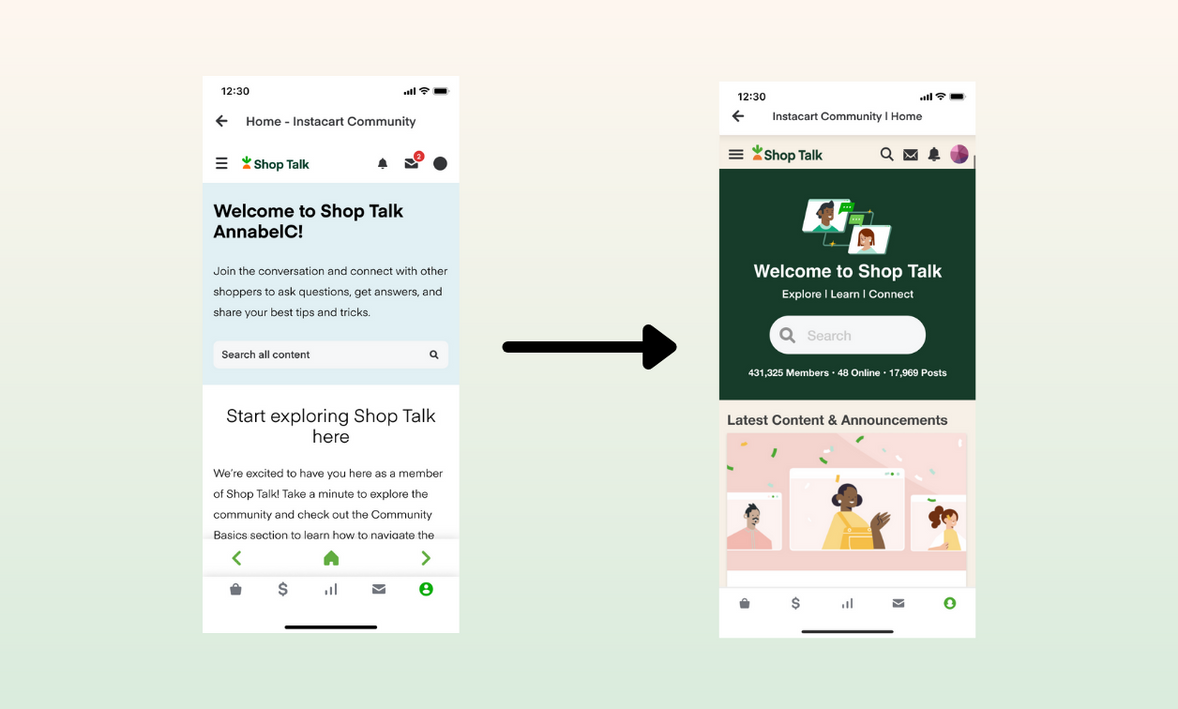 12:30
Home - Instacart Community
Shop Talk
2
Welcome to Shop Talk
AnnabelC!
Join the conversation and connect with other
shoppers to ask questions, get answers, and
share your best tips and tricks.
Search all content
Start exploring Shop Talk
here
We're excited to have you here as a member
of Shop Talk! Take a minute to explore the
community and check out the Community
Basics section to learn how to navigate the
$
12:30
Instacart Community | Home
Shop Talk
Welcome to Shop Talk
Explore | Learn | Connect
Search
431,325 Members · 48 Online · 17,969 Posts
Latest Content & Announcements
$